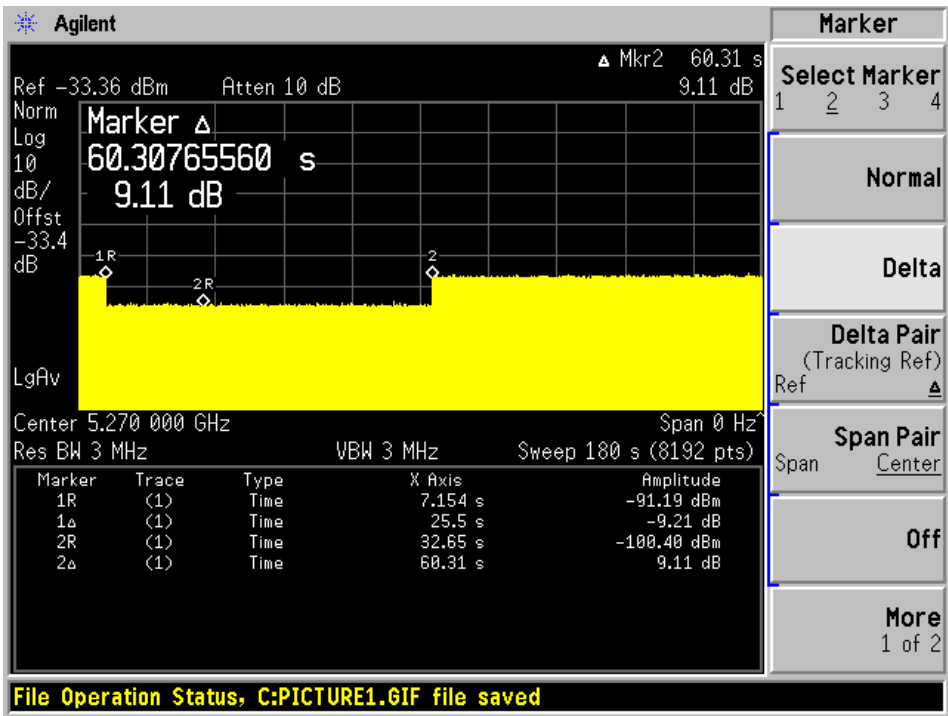 Agilent
Marker
Δ Mkr2 60.31 s
Ref -33.36 dBm Atten 10 dB 9.11 dB
Norm
Log
10
dB/
Offst
-33.4
dB
LgAv
Marker Δ
60.30765560 s
9.11 dB
1R
2R
2
Center 5.270 000 GHz Span 0 Hz^
Res BW 3 MHz VBW 3 MHz Sweep 180 s (8192 pts)
Marker Trace Type X Axis Amplitude
1R (1) Time 7.154 s -91.19 dBm
1Δ (1) Time 25.5 s -9.21 dB
2R (1) Time 32.65 s -100.40 dBm
2Δ (1) Time 60.31 s 9.11 dB
Select Marker
1 2 3 4
Normal
Delta
Delta Pair
(Tracking Ref)
Ref Δ
Span Pair
Span Center
Off
More
1 of 2
File Operation Status, C:PICTURE1.GIF file saved